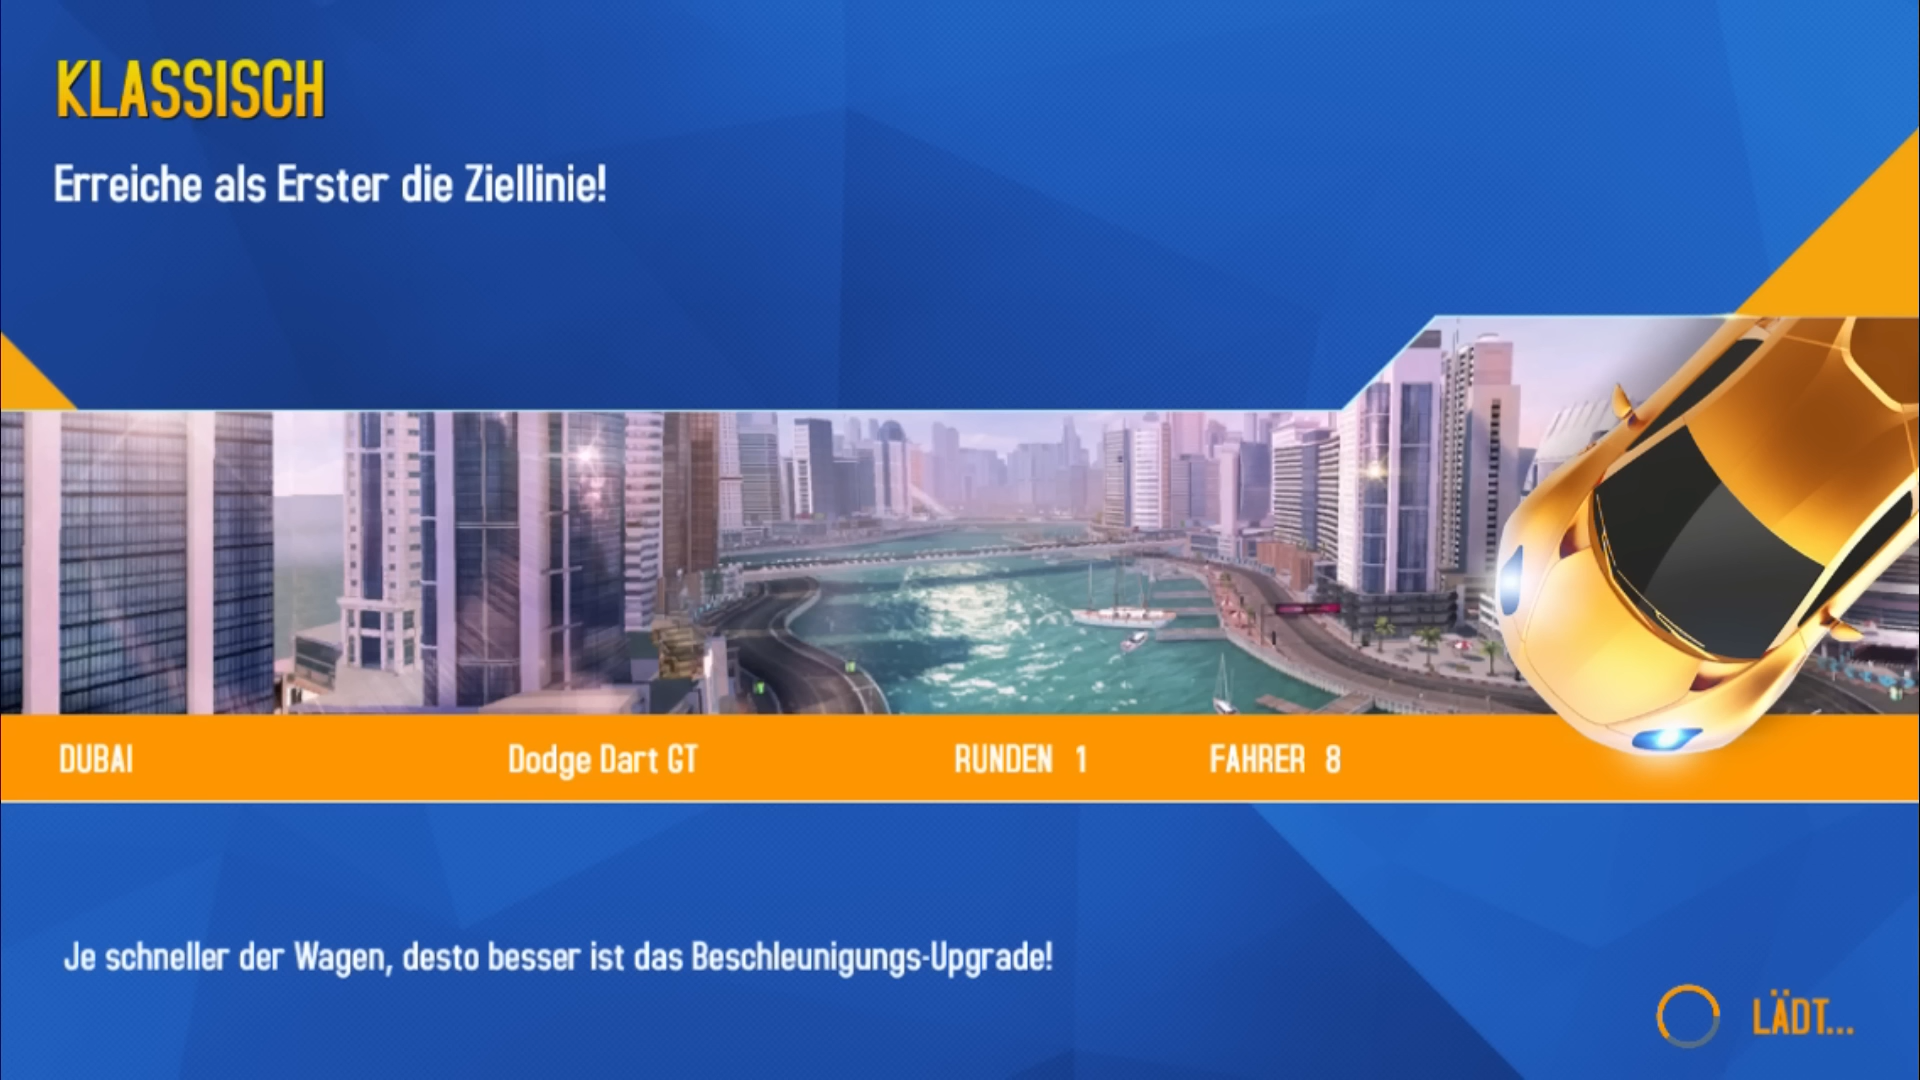 KLASSISCH
Erreiche als Erster die Ziellinie!
DUBAI Dodge Dart GT RUNDEN 1 FAHRER 8
Je schneller der Wagen, desto besser ist das Beschleunigungs-Upgrade!
LÄDT...